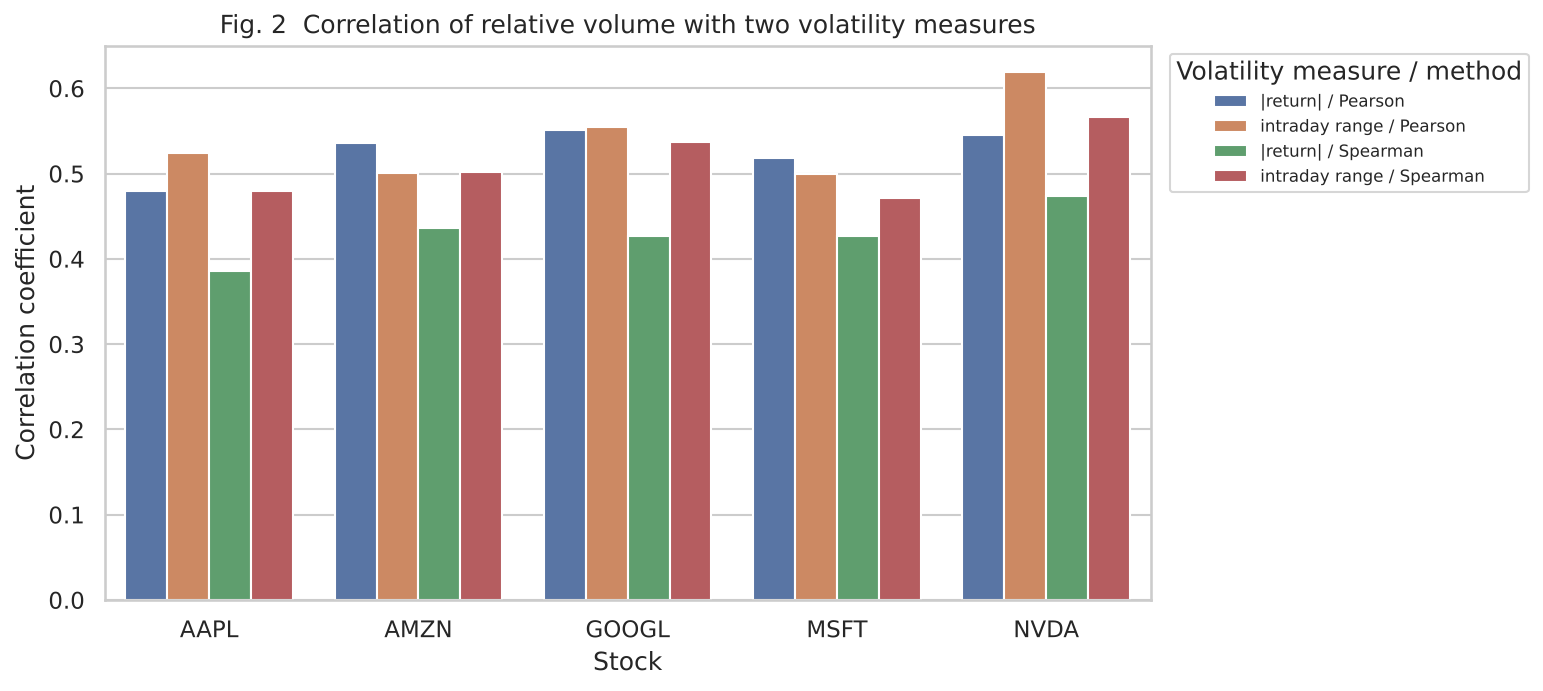 Fig. 2  Correlation of relative volume with two volatility measures
Correlation coefficient
0.6
0.5
0.4
0.3
0.2
0.1
0.0
AAPL AMZN GOOGL MSFT NVDA
Stock
Volatility measure / method
|return| / Pearson
intraday range / Pearson
|return| / Spearman
intraday range / Spearman